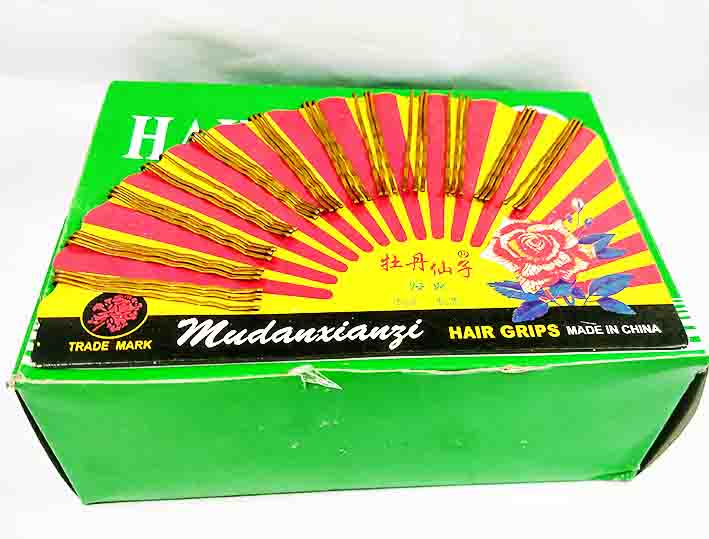 HA
牡丹仙子®
TRADE MARK
Mudanxianzi HAIR GRIPS MADE IN CHINA